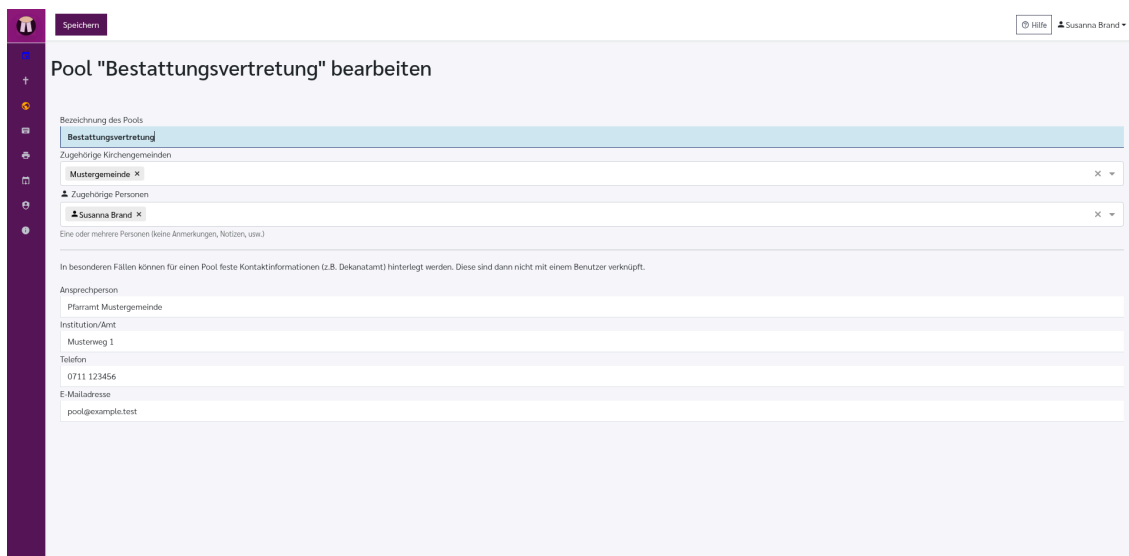 Speichern
Hilfe
Susanna Brand
Pool "Bestattungsvertretung" bearbeiten
Bezeichnung des Pools
Bestattungsvertretung
Zugehörige Kirchengemeinden
Mustergemeinde ×
Zugehörige Personen
Susanna Brand ×
Eine oder mehrere Personen (keine Anmerkungen, Notizen, usw.)
In besonderen Fällen können für einen Pool feste Kontaktinformationen (z.B. Dekanatamt) hinterlegt werden. Diese sind dann nicht mit einem Benutzer verknüpft.
Ansprechperson
Pfarramt Mustergemeinde
Institution/Amt
Musterweg 1
Telefon
0711 123456
E-Mailadresse
pool@example.test